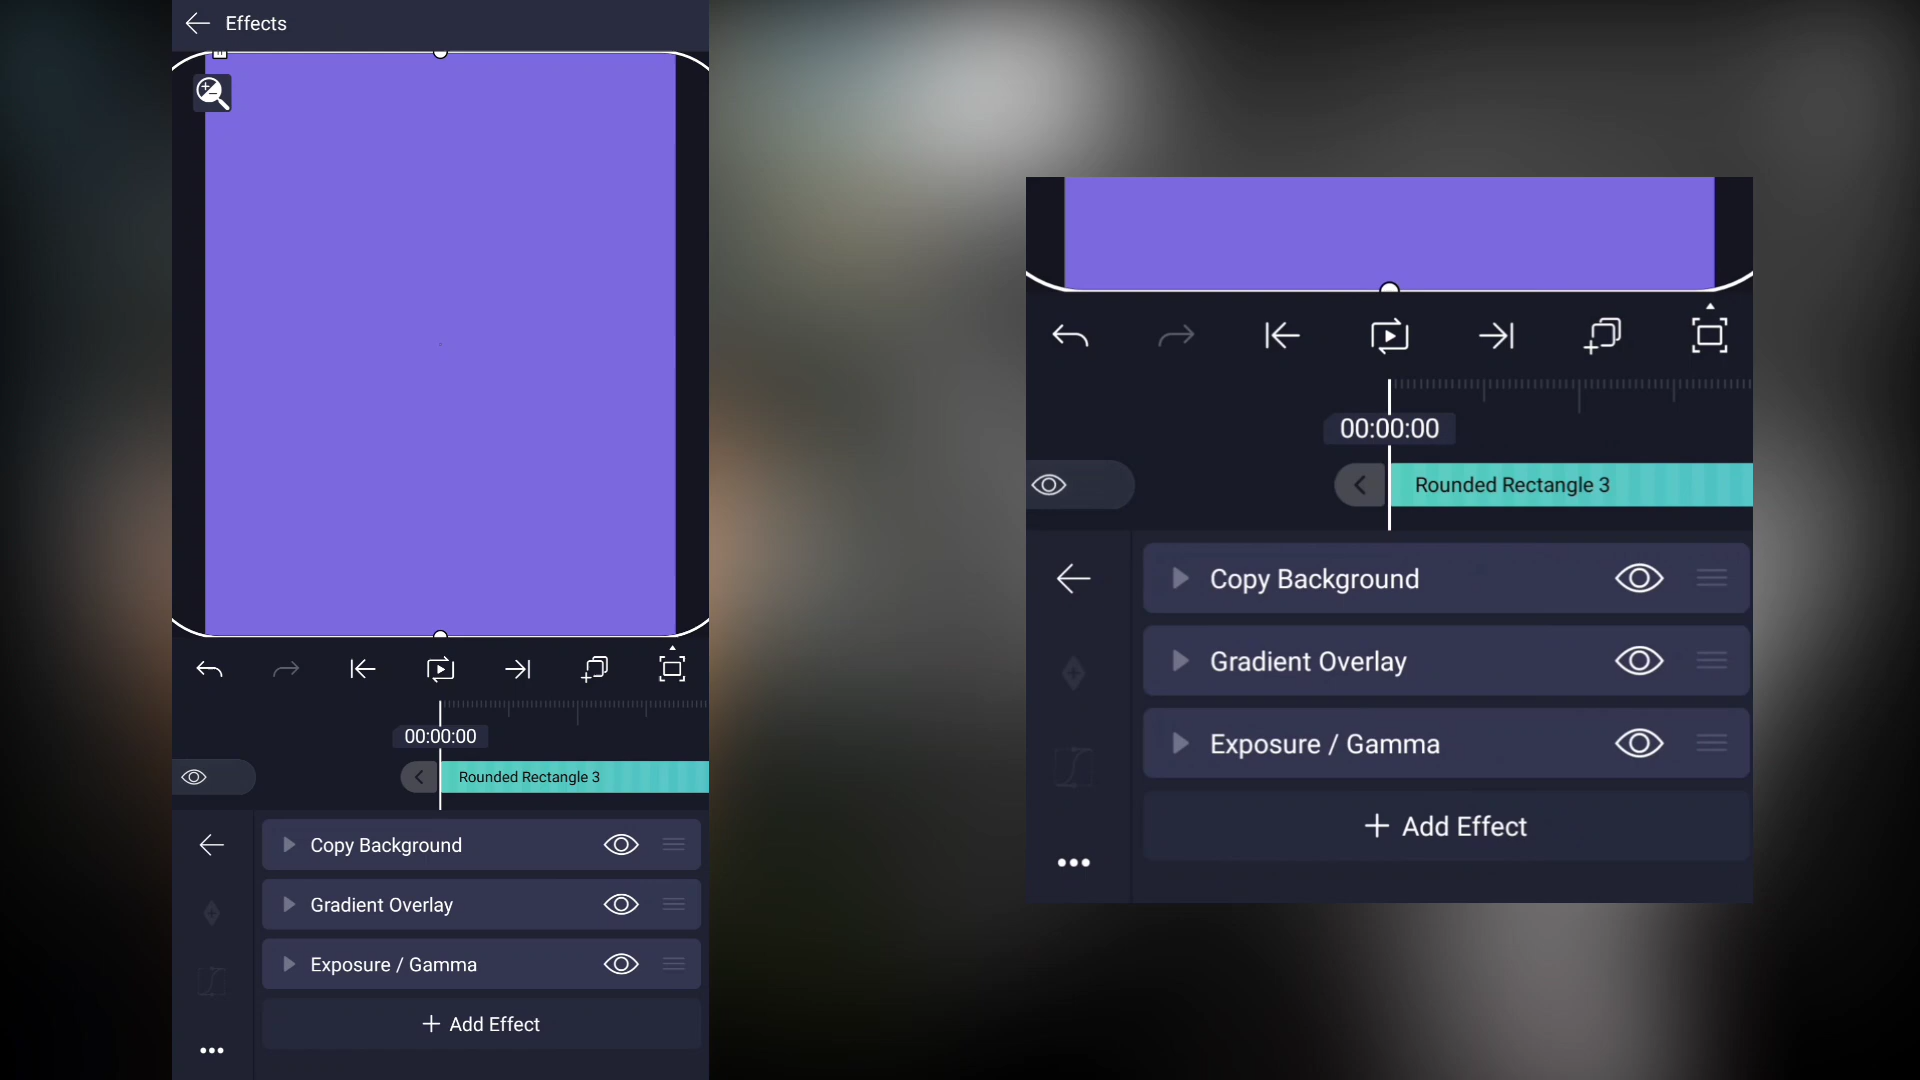 Effects
00:00:00
Rounded Rectangle 3
Copy Background
Gradient Overlay
Exposure / Gamma
+ Add Effect
00:00:00
Rounded Rectangle 3
Copy Background
Gradient Overlay
Exposure / Gamma
+ Add Effect